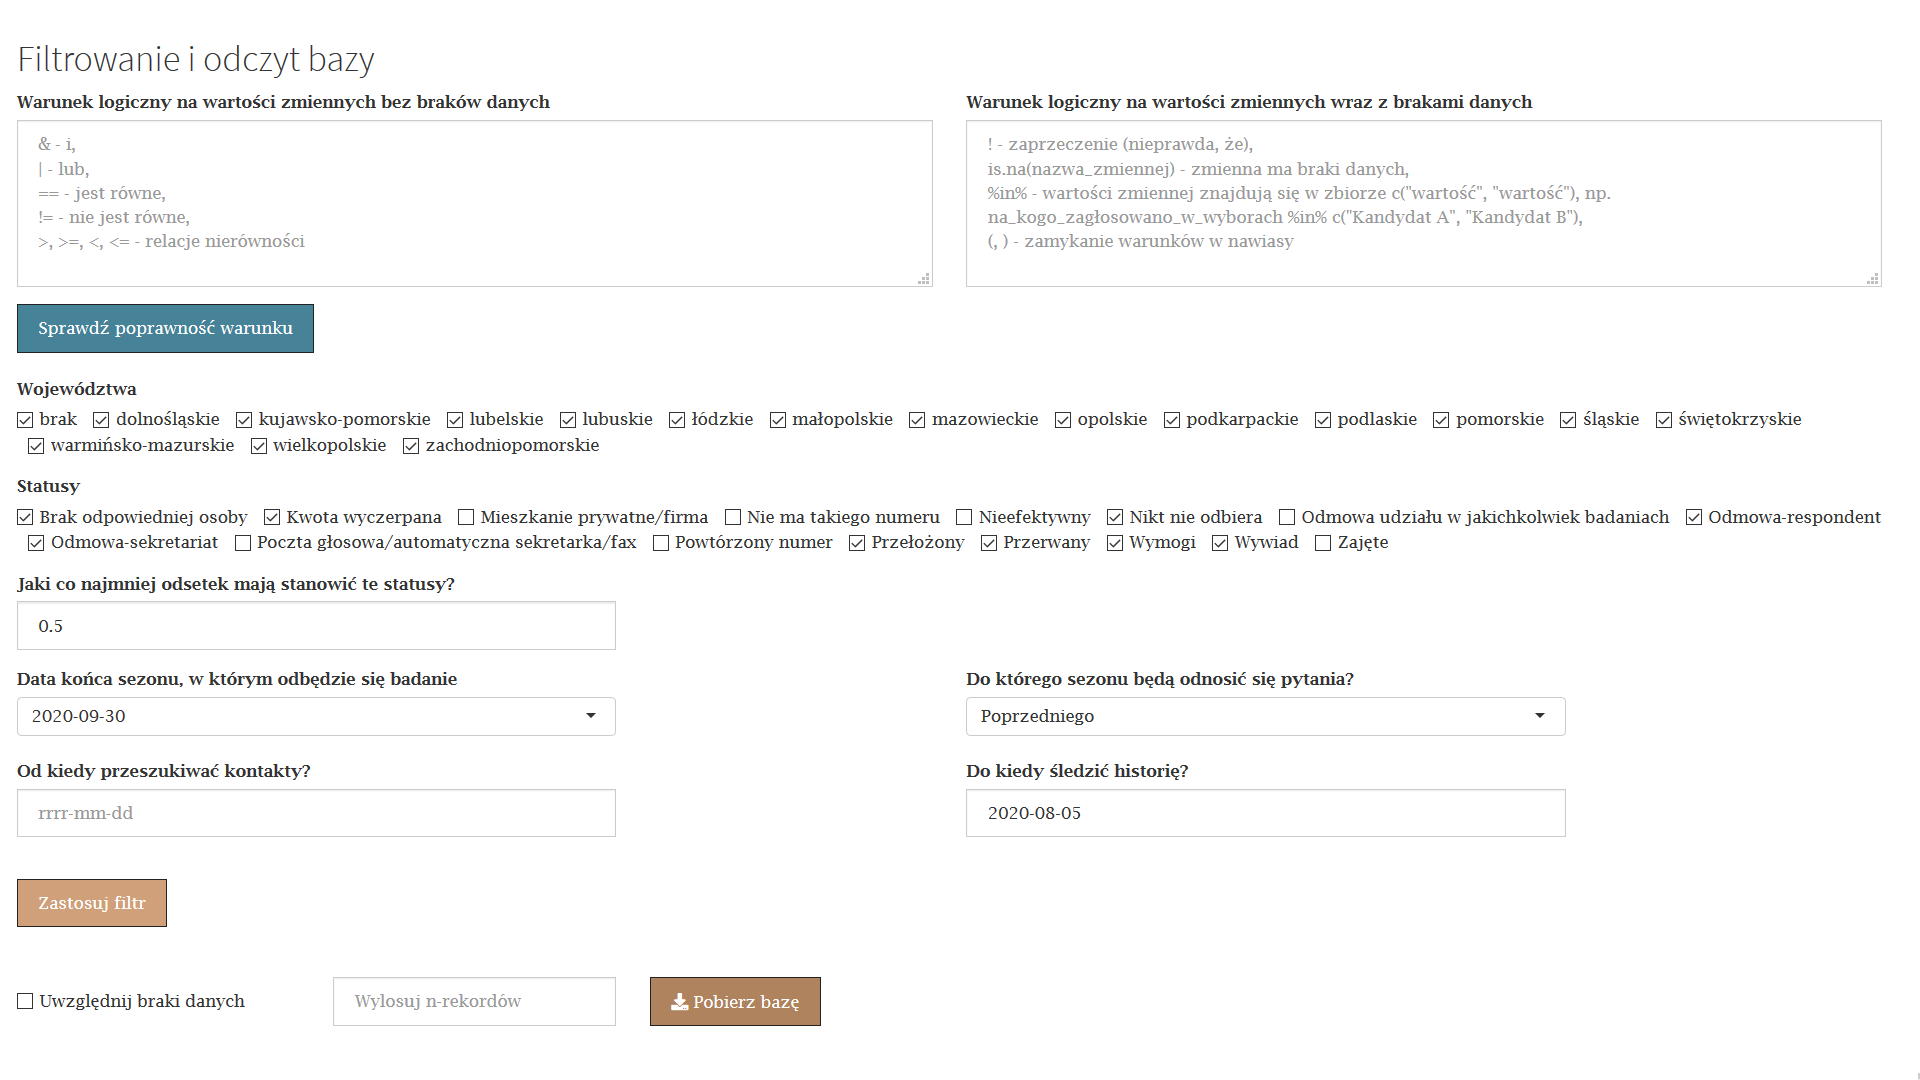 Filtrowanie i odczyt bazy
Warunek logiczny na wartości zmiennych bez braków danych
& - i,
| - lub,
== - jest równe,
!= - nie jest równe,
>, >=, <, <= - relacje nierówności
Warunek logiczny na wartości zmiennych wraz z brakami danych
! - zaprzeczenie (nieprawda, że),
is.na(nazwa_zmiennej) - zmienna ma braki danych,
%in% - wartości zmiennej znajdują się w zbiorze c("wartość", "wartość"), np.
na_kogo_zagłosowano_w_wyborach %in% c("Kandydat A", "Kandydat B"),
(, ) - zamykanie warunków w nawiasy
Sprawdź poprawność warunku
Województwa
brak dolnośląskie kujawsko-pomorskie lubelskie lubuskie łódzkie małopolskie mazowieckie opolskie podkarpackie podlaskie pomorskie śląskie świętokrzyskie
warmińsko-mazurskie wielkopolskie zachodniopomorskie
Statusy
Brak odpowiedniej osoby Kwota wyczerpana Mieszkanie prywatne/firma Nie ma takiego numeru Nieefektywny Nikt nie odbiera Odmowa udziału w jakichkolwiek badaniach Odmowa-respondent
Odmowa-sekretariat Poczta głosowa/automatyczna sekretarka/fax Powtórzony numer Przełożony Przerwany Wymogi Wywiad Zajęte
Jaki co najmniej odsetek mają stanowić te statusy?
0.5
Data końca sezonu, w którym odbędzie się badanie
2020-09-30
Do którego sezonu będą odnosić się pytania?
Poprzedniego
Od kiedy przeszukiwać kontakty?
rrrr-mm-dd
Do kiedy śledzić historię?
2020-08-05
Zastosuj filtr
Uwzględnij braki danych
Wylosuj n-rekordów
Pobierz bazę